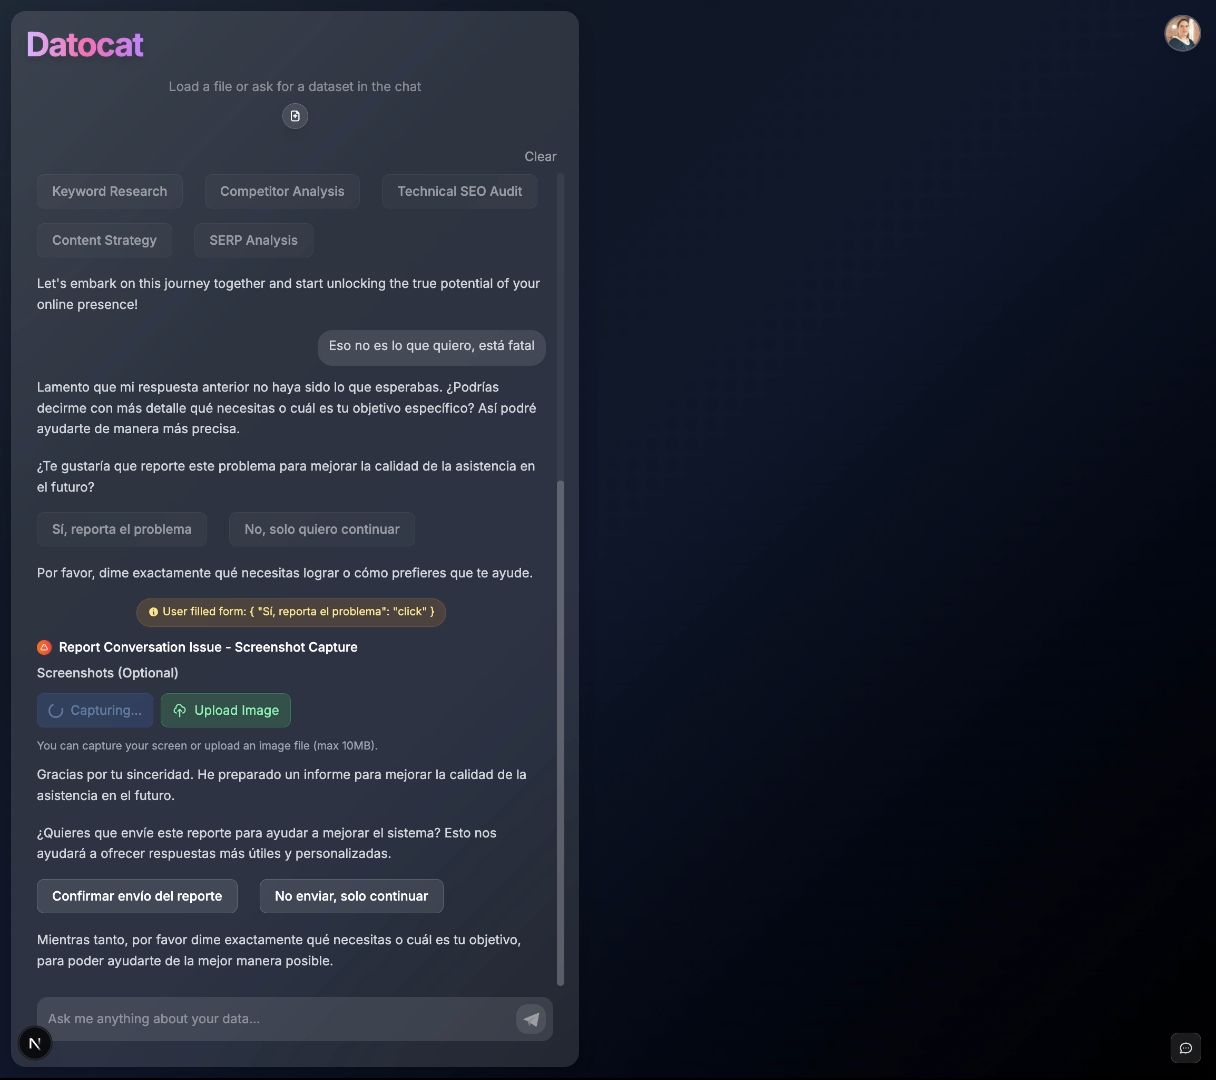 Datocat
Load a file or ask for a dataset in the chat
Clear
Keyword Research
Competitor Analysis
Technical SEO Audit
Content Strategy
SERP Analysis
Let's embark on this journey together and start unlocking the true potential of your
online presence!
Eso no es lo que quiero, está fatal
Lamento que mi respuesta anterior no haya sido lo que esperabas. ¿Podrías
decirme con más detalle qué necesitas o cuál es tu objetivo específico? Así podré
ayudarte de manera más precisa.
¿Te gustaría que reporte este problema para mejorar la calidad de la asistencia en
el futuro?
Sí, reporta el problema
No, solo quiero continuar
Por favor, dime exactamente qué necesitas lograr o cómo prefieres que te ayude.
User filled form: { "Sí, reporta el problema": "click" }
Report Conversation Issue - Screenshot Capture
Screenshots (Optional)
Capturing...
Upload Image
You can capture your screen or upload an image file (max 10MB).
Gracias por tu sinceridad. He preparado un informe para mejorar la calidad de la
asistencia en el futuro.
¿Quieres que envíe este reporte para ayudar a mejorar el sistema? Esto nos
ayudará a ofrecer respuestas más útiles y personalizadas.
Confirmar envío del reporte
No enviar, solo continuar
Mientras tanto, por favor dime exactamente qué necesitas o cuál es tu objetivo,
para poder ayudarte de la mejor manera posible.
Ask me anything about your data...
N